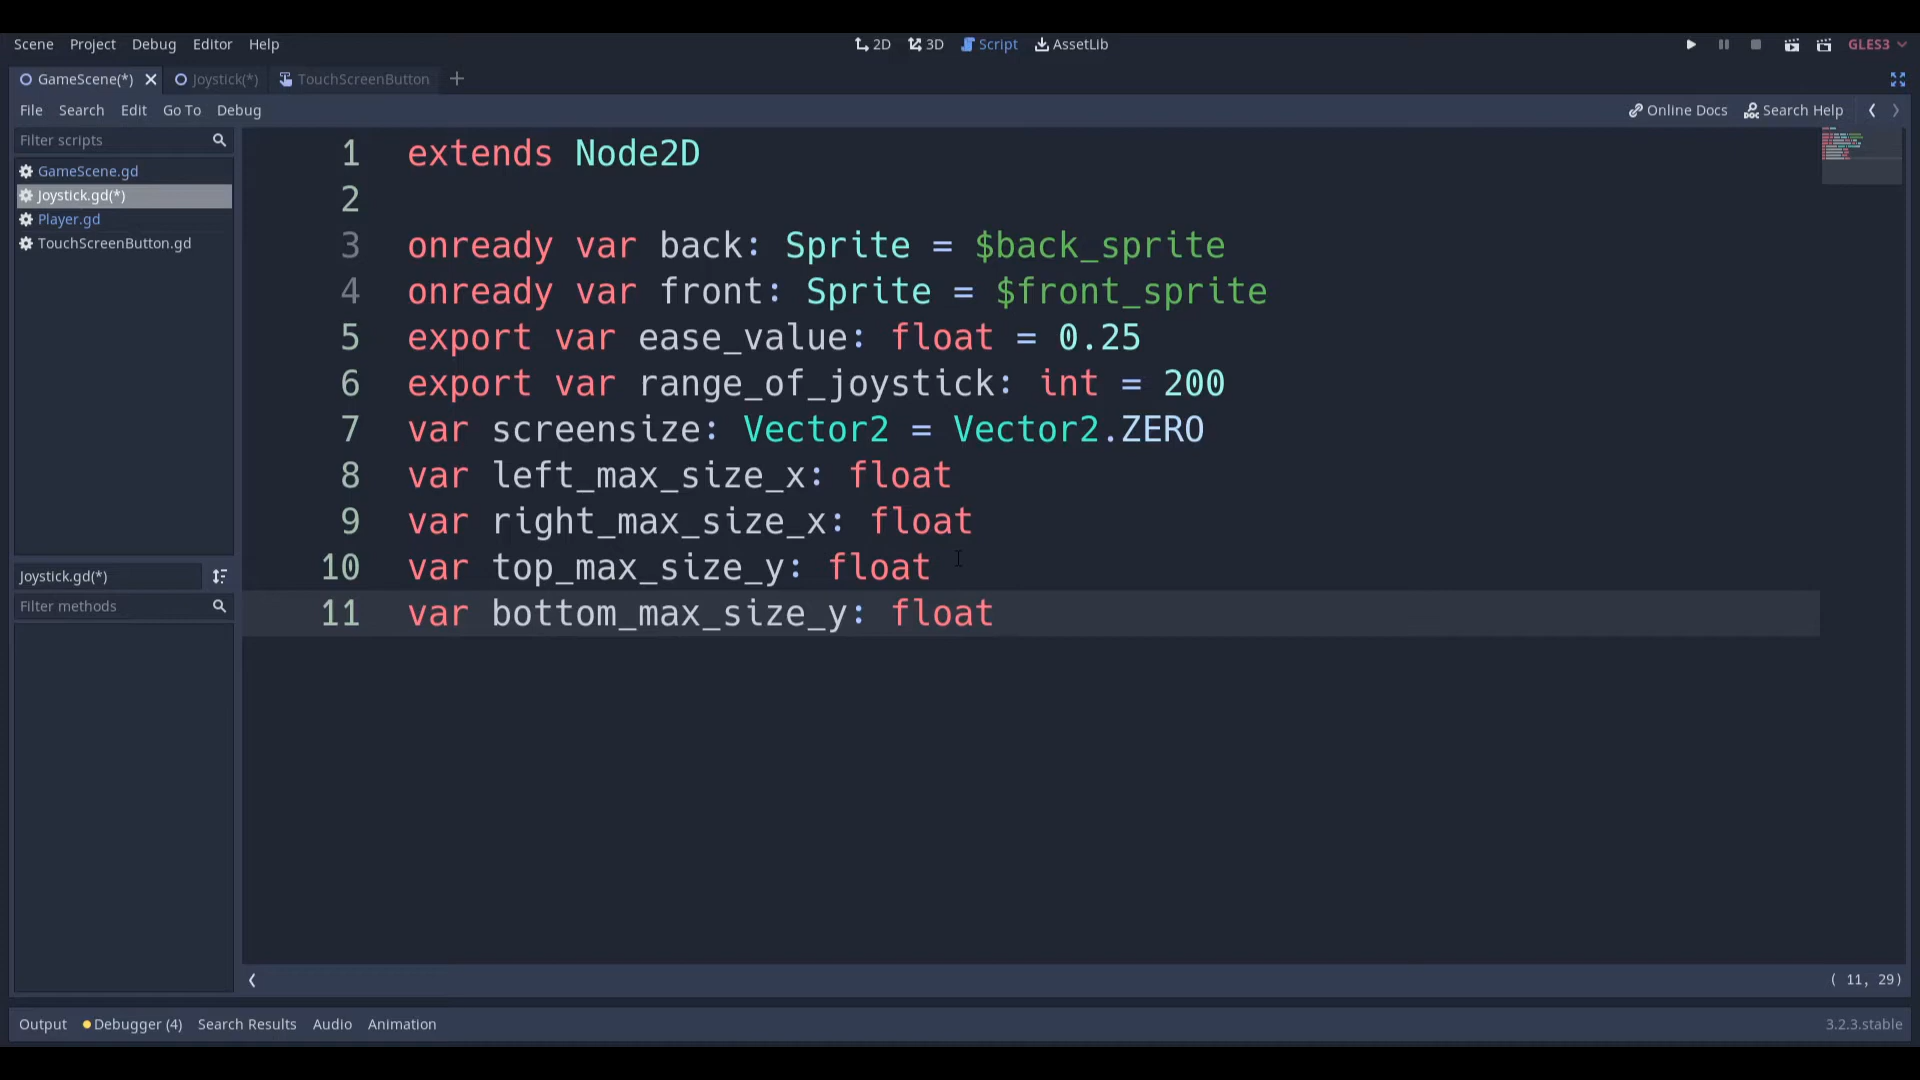 Scene Project Debug Editor Help 2D 3D Script AssetLib GLES3
GameScene(*) Joystick(*) TouchScreenButton
File Search Edit Go To Debug Online Docs Search Help
Filter scripts
GameScene.gd
Joystick.gd(*)
Player.gd
TouchScreenButton.gd
Joystick.gd(*)
Filter methods
1 extends Node2D
2
3 onready var back: Sprite = $back_sprite
4 onready var front: Sprite = $front_sprite
5 export var ease_value: float = 0.25
6 export var range_of_joystick: int = 200
7 var screensize: Vector2 = Vector2.ZERO
8 var left_max_size_x: float
9 var right_max_size_x: float
10 var top_max_size_y: float
11 var bottom_max_size_y: float
( 11, 29)
Output Debugger (4) Search Results Audio Animation 3.2.3.stable